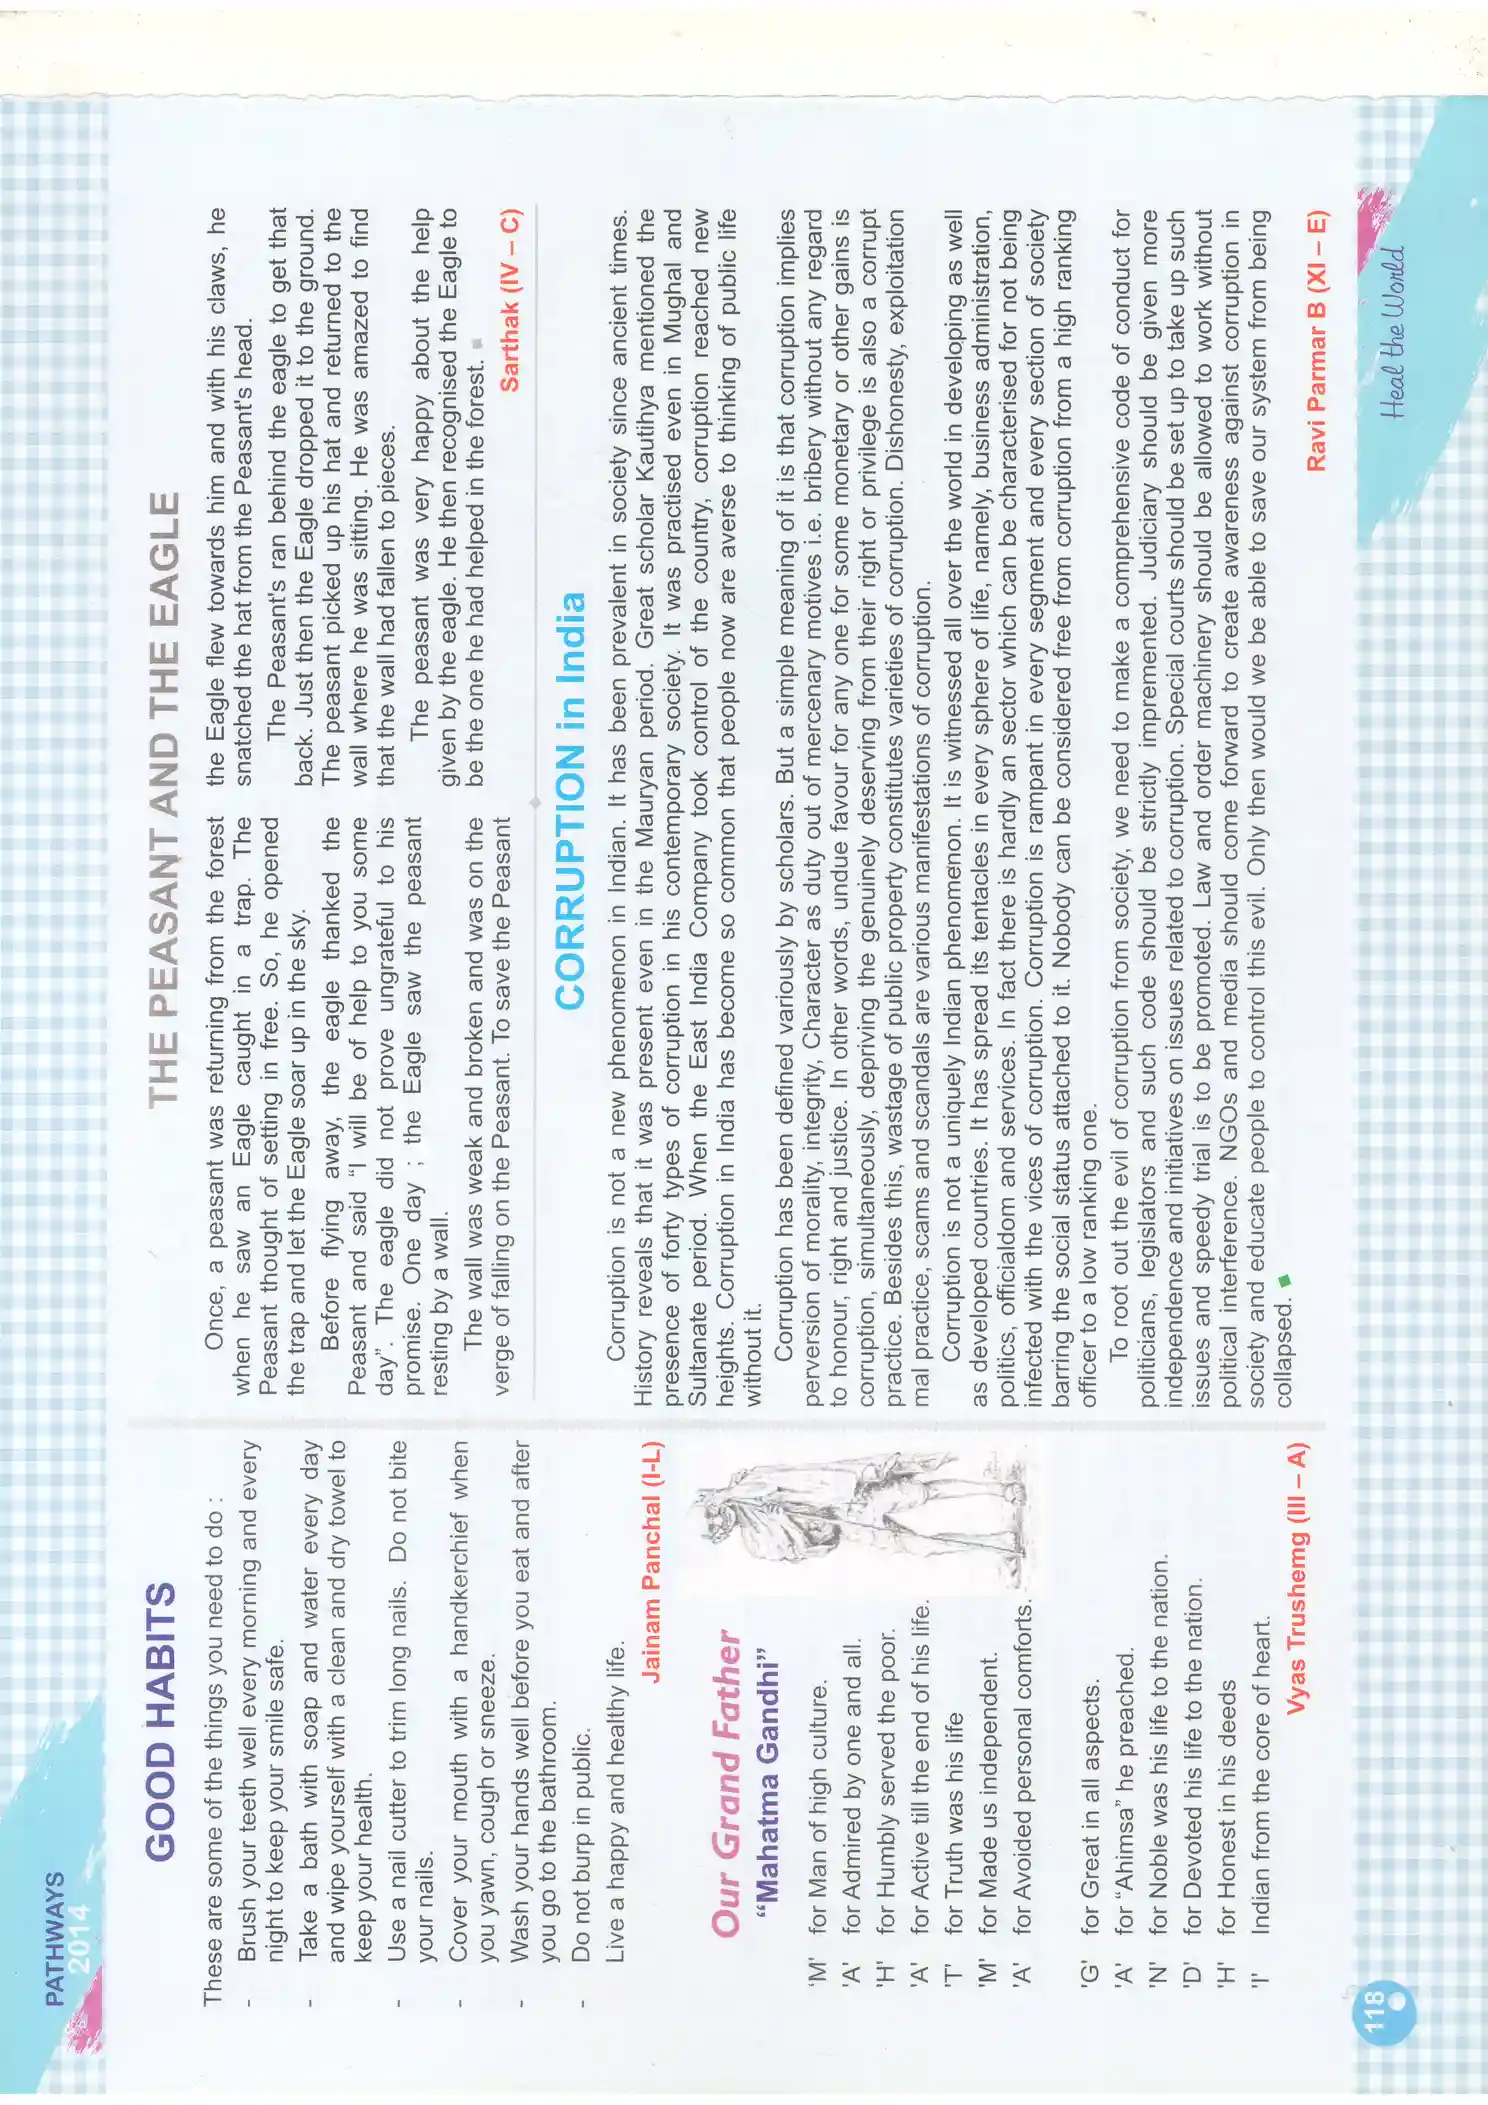 PATHWAYS
2014
GOOD HABITS
These are some of the things you need to do :
- Brush your teeth well every morning and every
night to keep your smile safe.
- Take a bath with soap and water every day
and wipe yourself with a clean and dry towel to
keep your health.
- Use a nail cutter to trim long nails. Do not bite
your nails.
- Cover your mouth with a handkerchief when
you yawn, cough or sneeze.
- Wash your hands well before you eat and after
you go to the bathroom.
- Do not burp in public.
Live a happy and healthy life.
Jainam Panchal (I-L)
Our Grand Father
“Mahatma Gandhi”
'M' for Man of high culture.
'A' for Admired by one and all.
'H' for Humbly served the poor.
'A' for Active till the end of his life.
'T' for Truth was his life
'M' for Made us independent.
'A' for Avoided personal comforts.
'G' for Great in all aspects.
'A' for “Ahimsa” he preached.
'N' for Noble was his life to the nation.
'D' for Devoted his life to the nation.
'H' for Honest in his deeds
'I' Indian from the core of heart.
Vyas Trushemg (III – A)
THE PEASANT AND THE EAGLE
Once, a peasant was returning from the forest
when he saw an Eagle caught in a trap. The
Peasant thought of setting in free. So, he opened
the trap and let the Eagle soar up in the sky.
Before flying away, the eagle thanked the
Peasant and said “I will be of help to you some
day”. The eagle did not prove ungrateful to his
promise. One day ; the Eagle saw the peasant
resting by a wall.
The wall was weak and broken and was on the
verge of falling on the Peasant. To save the Peasant
the Eagle flew towards him and with his claws, he
snatched the hat from the Peasant's head.
The Peasant's ran behind the eagle to get that
back. Just then the Eagle dropped it to the ground.
The peasant picked up his hat and returned to the
wall where he was sitting. He was amazed to find
that the wall had fallen to pieces.
The peasant was very happy about the help
given by the eagle. He then recognised the Eagle to
be the one he had helped in the forest.
Sarthak (IV – C)
CORRUPTION in India
Corruption is not a new phenomenon in Indian. It has been prevalent in society since ancient times.
History reveals that it was present even in the Mauryan period. Great scholar Kautihya mentioned the
presence of forty types of corruption in his contemporary society. It was practised even in Mughal and
Sultanate period. When the East India Company took control of the country, corruption reached new
heights. Corruption in India has become so common that people now are averse to thinking of public life
without it.
Corruption has been defined variously by scholars. But a simple meaning of it is that corruption implies
perversion of morality, integrity, Character as duty out of mercenary motives i.e. bribery without any regard
to honour, right and justice. In other words, undue favour for any one for some monetary or other gains is
corruption, simultaneously, depriving the genuinely deserving from their right or privilege is also a corrupt
practice. Besides this, wastage of public property constitutes varieties of corruption. Dishonesty, exploitation
mal practice, scams and scandals are various manifestations of corruption.
Corruption is not a uniquely Indian phenomenon. It is witnessed all over the world in developing as well
as developed countries. It has spread its tentacles in every sphere of life, namely, business administration,
politics, officialdom and services. In fact there is hardly an sector which can be characterised for not being
infected with the vices of corruption. Corruption is rampant in every segment and every section of society
barring the social status attached to it. Nobody can be considered free from corruption from a high ranking
officer to a low ranking one.
To root out the evil of corruption from society, we need to make a comprehensive code of conduct for
politicians, legislators and such code should be strictly impremented. Judiciary should be given more
independence and initiatives on issues related to corruption. Special courts should be set up to take up such
issues and speedy trial is to be promoted. Law and order machinery should be allowed to work without
political interference. NGOs and media should come forward to create awareness against corruption in
society and educate people to control this evil. Only then would we be able to save our system from being
collapsed.
Ravi Parmar B (XI – E)
118
Heal the World